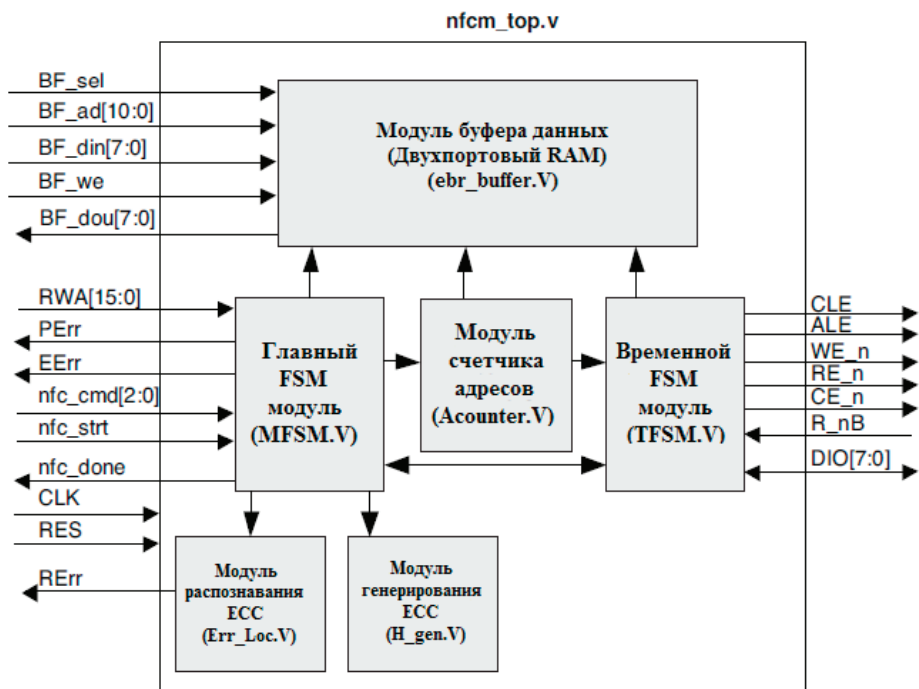 nfcm_top.v
BF_sel
BF_ad[10:0]
BF_din[7:0]
BF_we
BF_dou[7:0]
Модуль буфера данных
(Двухпортовый RAM)
(ebr_buffer.V)
RWA[15:0]
PErr
EErr
nfc_cmd[2:0]
nfc_strt
nfc_done
CLK
RES
RErr
Главный
FSM
модуль
(MFSM.V)
Модуль
счетчика
адресов
(Acounter.V)
Временной
FSM
модуль
(TFSM.V)
CLE
ALE
WE_n
RE_n
CE_n
R_nB
DIO[7:0]
Модуль
распознавания
ECC
(Err_Loc.V)
Модуль
генерирования
ECC
(H_gen.V)